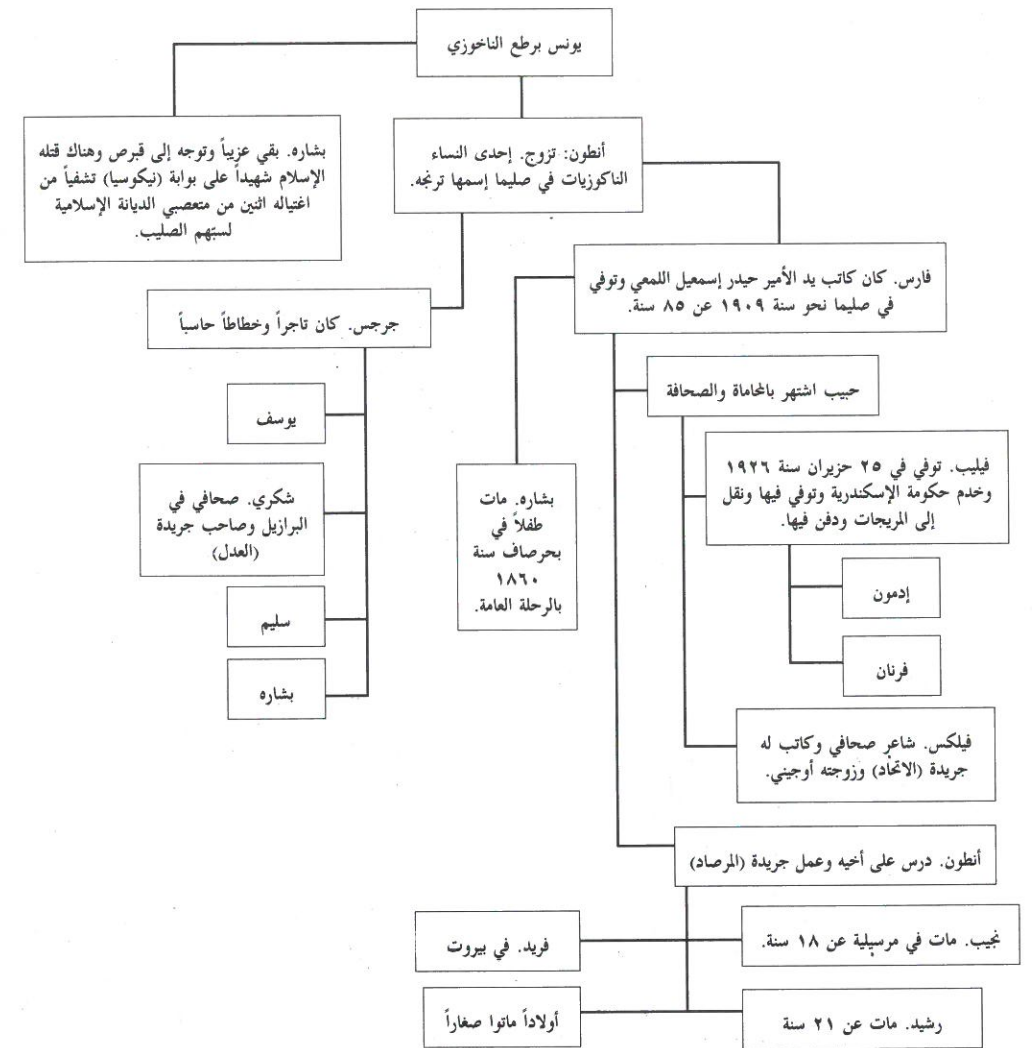 يونس برطع الناخوزي
بشاره. بقي عزيباً وتوجه إلى قبرص وهناك قتله
الإسلام شهيداً على بوابة (نيكوسيا) تشفياً من
اغتياله اثنين من متعصبي الديانة الإسلامية
لسبّهم الصليب.
أنطون: تزوج. إحدى النساء
الناكوزيات في صليما إسمها ترنجه.
فارس. كان كاتب يد الأمير حيدر إسمعيل اللمعي وتوفي
في صليما نحو سنة ١٩٠٩ عن ٨٥ سنة.
جرجس. كان تاجراً وخطاطاً حاسباً
حبيب اشتهر بالمحاماة والصحافة
يوسف
فيليب. توفي في ٢٥ حزيران سنة ١٩٢٦
وخدم حكومة الإسكندرية وتوفي فيها ونقل
إلى المريجات ودفن فيها.
شكري. صحافي في
البرازيل وصاحب جريدة
(العدل)
بشاره. مات
طفلاً في
بحرصاف سنة
١٨٦٠
بالرحلة العامة.
إدمون
سليم
فرنان
بشاره
فيلكس. شاعر صحافي وكاتب له
جريدة (الاتحاد) وزوجته أوجيني.
أنطون. درس على أخيه وعمل جريدة (المرصاد)
نجيب. مات في مرسيلية عن ١٨ سنة.
فريد. في بيروت
رشيد. مات عن ٢١ سنة
أولاداً ماتوا صغاراً